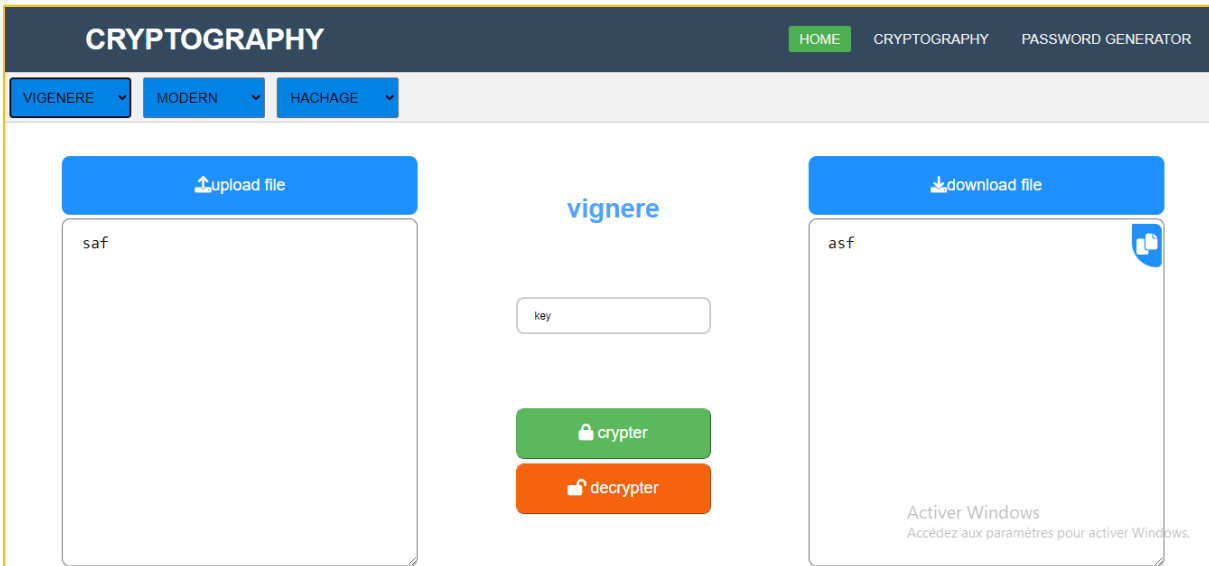 CRYPTOGRAPHY
HOME CRYPTOGRAPHY PASSWORD GENERATOR
VIGENERE MODERN HACHAGE
upload file
download file
vignere
saf
asf
key
crypter
decrypter
Activer Windows
Accédez aux paramètres pour activer Windows.